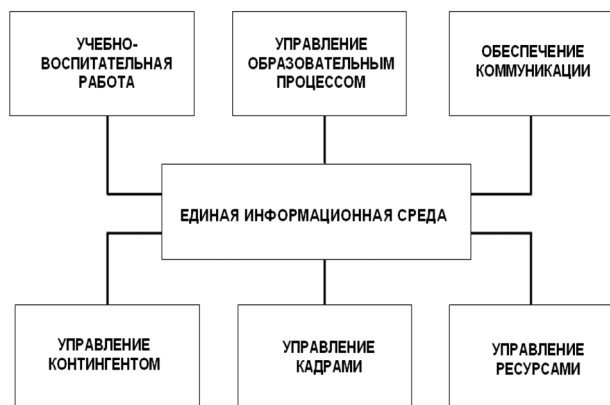 УЧЕБНО-
ВОСПИТАТЕЛЬНАЯ
РАБОТА
УПРАВЛЕНИЕ
ОБРАЗОВАТЕЛЬНЫМ
ПРОЦЕССОМ
ОБЕСПЕЧЕНИЕ
КОММУНИКАЦИИ
ЕДИНАЯ ИНФОРМАЦИОННАЯ СРЕДА
УПРАВЛЕНИЕ
КОНТИНГЕНТОМ
УПРАВЛЕНИЕ
КАДРАМИ
УПРАВЛЕНИЕ
РЕСУРСАМИ